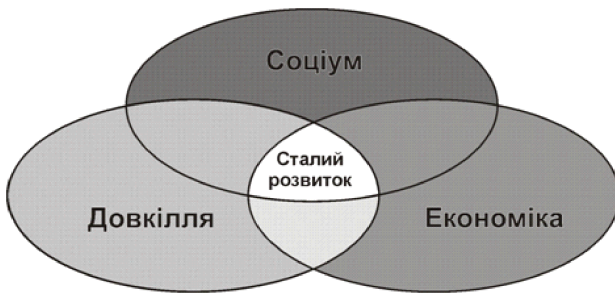 Соціум
Сталий
розвиток
Довкілля
Економіка